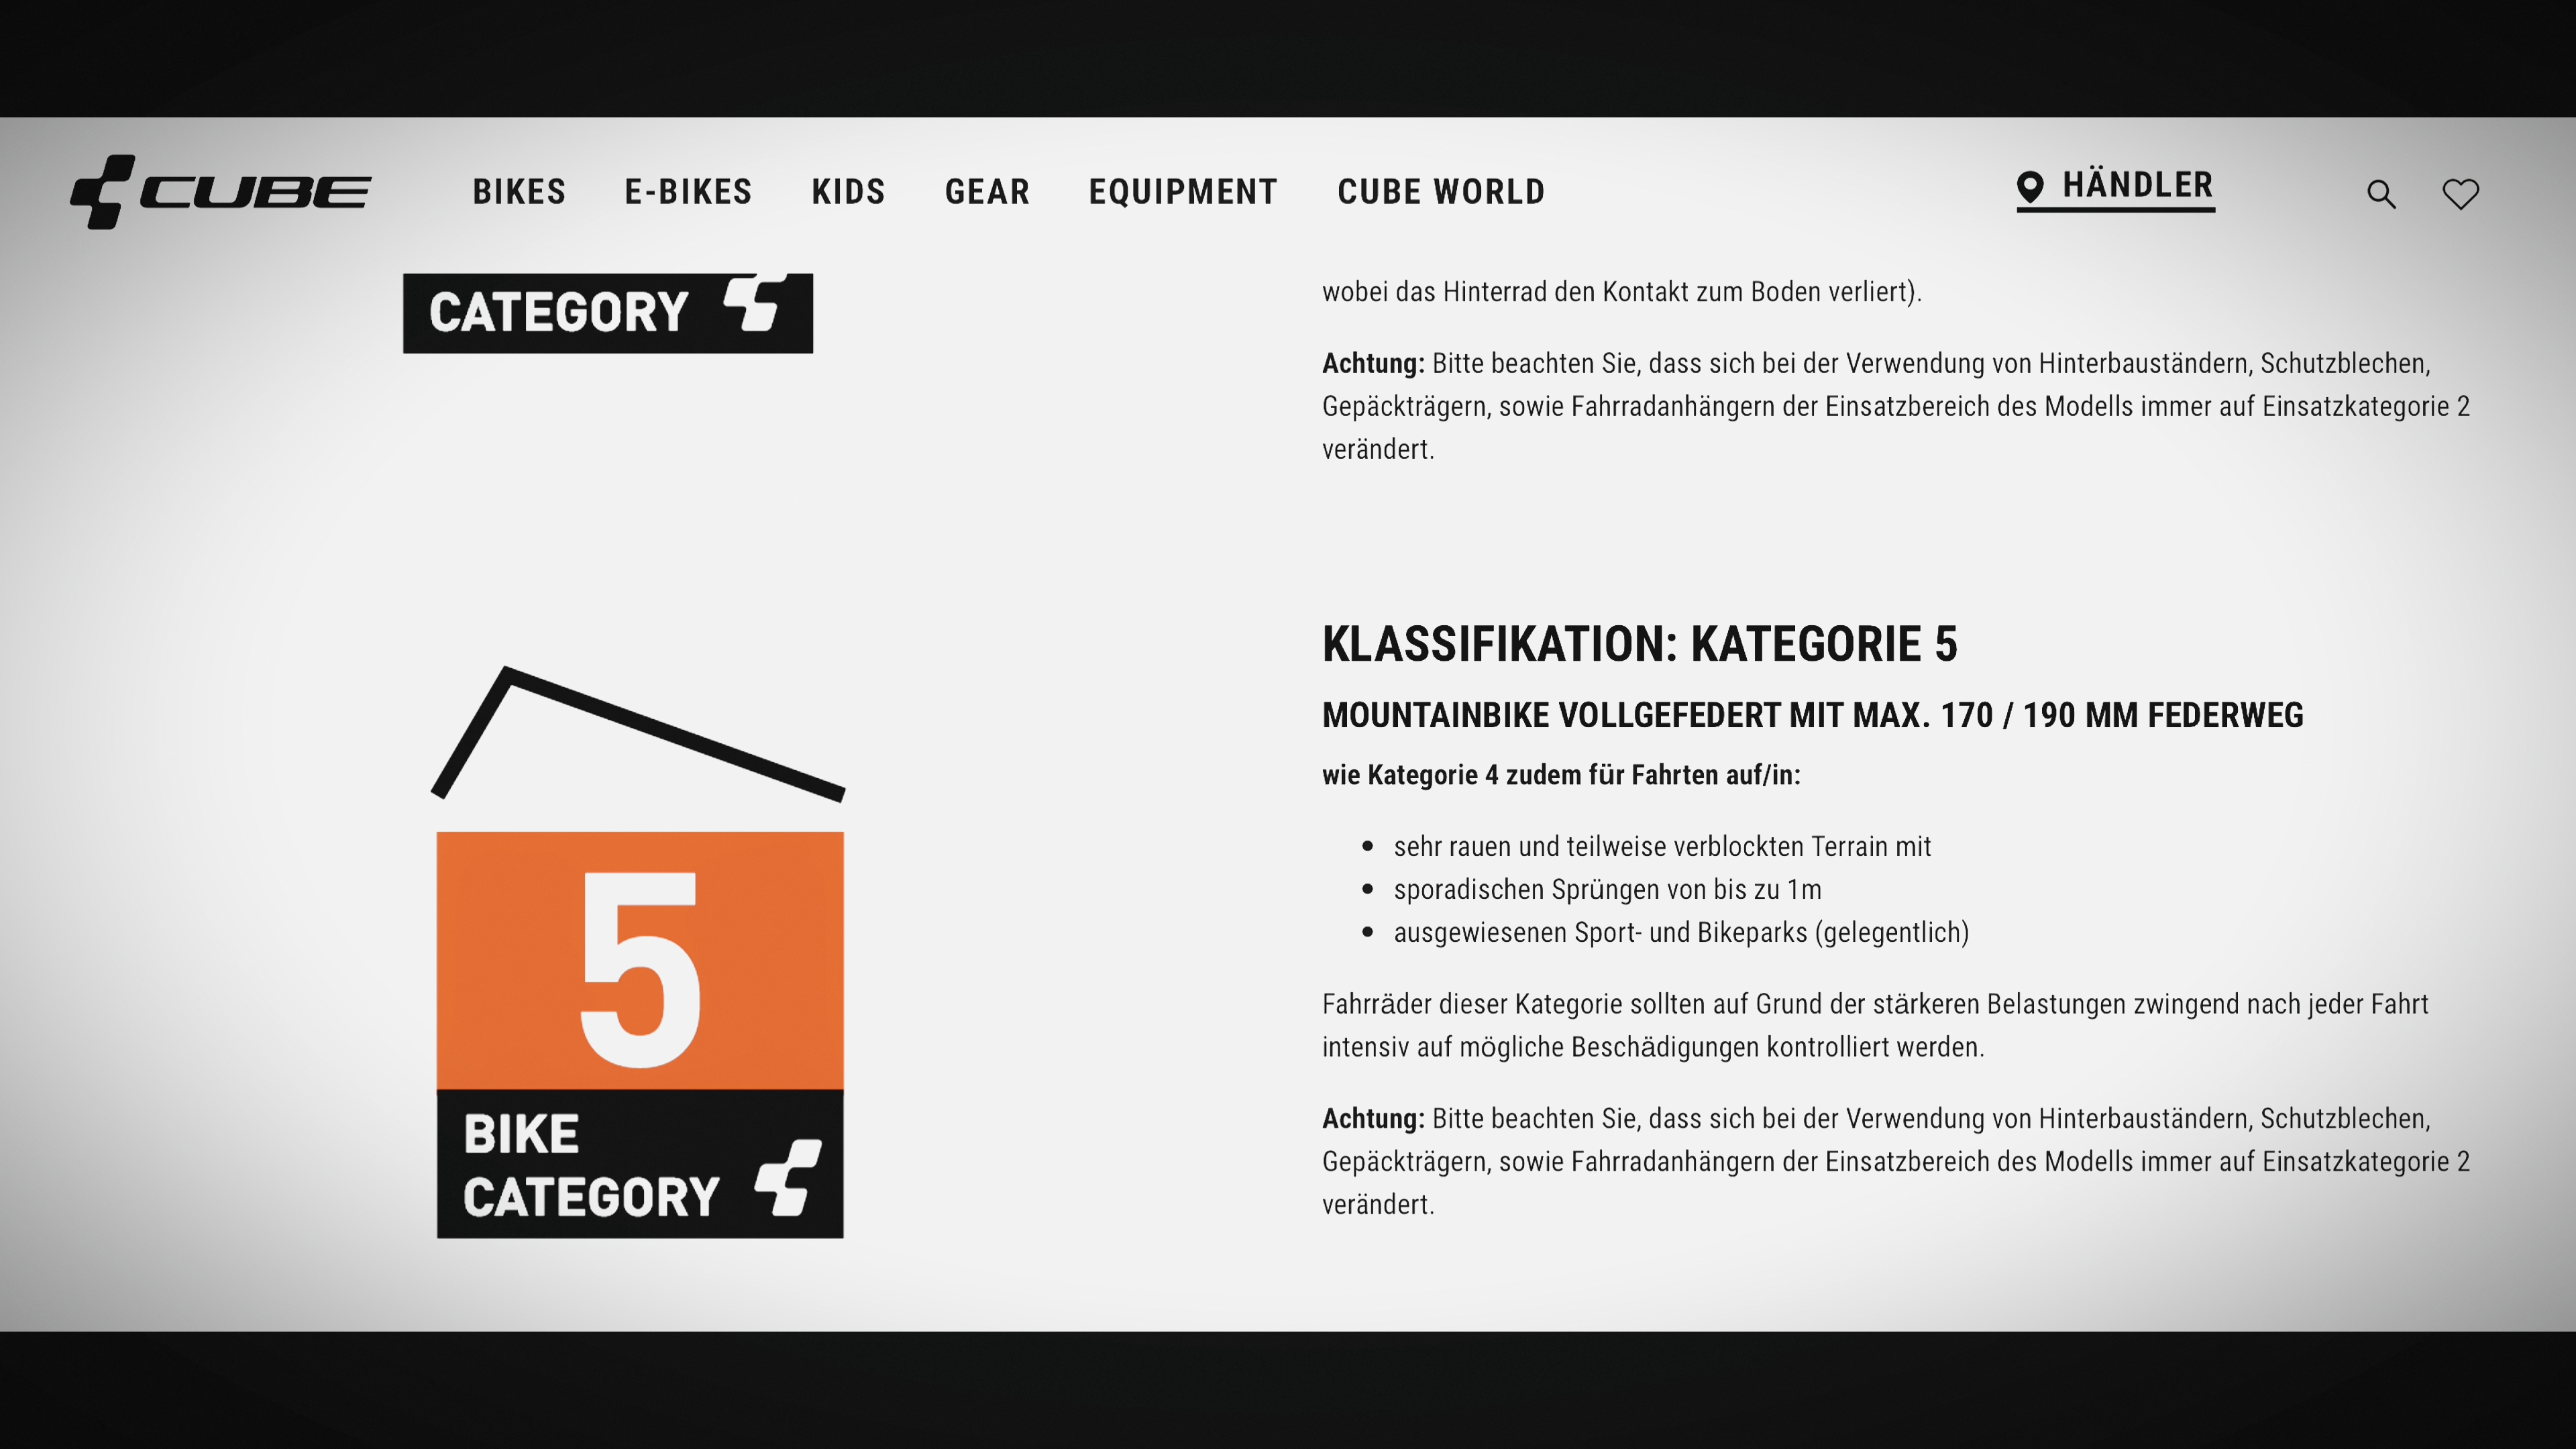 CUBE
BIKES
E-BIKES
KIDS
GEAR
EQUIPMENT
CUBE WORLD
HÄNDLER
CATEGORY
wobei das Hinterrad den Kontakt zum Boden verliert).
Achtung: Bitte beachten Sie, dass sich bei der Verwendung von Hinterbauständern, Schutzblechen,
Gepäckträgern, sowie Fahrradanhängern der Einsatzbereich des Modells immer auf Einsatzkategorie 2
verändert.
5
BIKE
CATEGORY
KLASSIFIKATION: KATEGORIE 5
MOUNTAINBIKE VOLLGEFEDERT MIT MAX. 170 / 190 MM FEDERWEG
wie Kategorie 4 zudem für Fahrten auf/in:
• sehr rauen und teilweise verblockten Terrain mit
• sporadischen Sprüngen von bis zu 1m
• ausgewiesenen Sport- und Bikeparks (gelegentlich)
Fahrräder dieser Kategorie sollten auf Grund der stärkeren Belastungen zwingend nach jeder Fahrt
intensiv auf mögliche Beschädigungen kontrolliert werden.
Achtung: Bitte beachten Sie, dass sich bei der Verwendung von Hinterbauständern, Schutzblechen,
Gepäckträgern, sowie Fahrradanhängern der Einsatzbereich des Modells immer auf Einsatzkategorie 2
verändert.